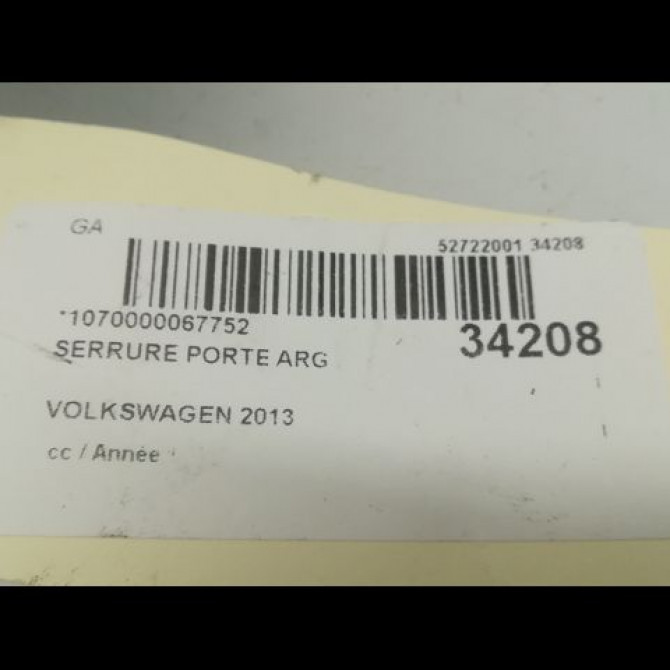 GA
52722001 34208
*1070000067752
34208
SERRURE PORTE ARG
VOLKSWAGEN 2013
cc / Année